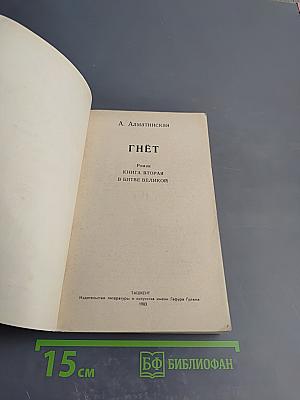 А. Алматинская
ГНЁТ
Роман
КНИГА ВТОРАЯ
В БИТВЕ ВЕЛИКОЙ
ТАШКЕНТ
Издательство литературы и искусства имени Гафура Гуляма
1983
15 см
БФ БИБЛИОФАН